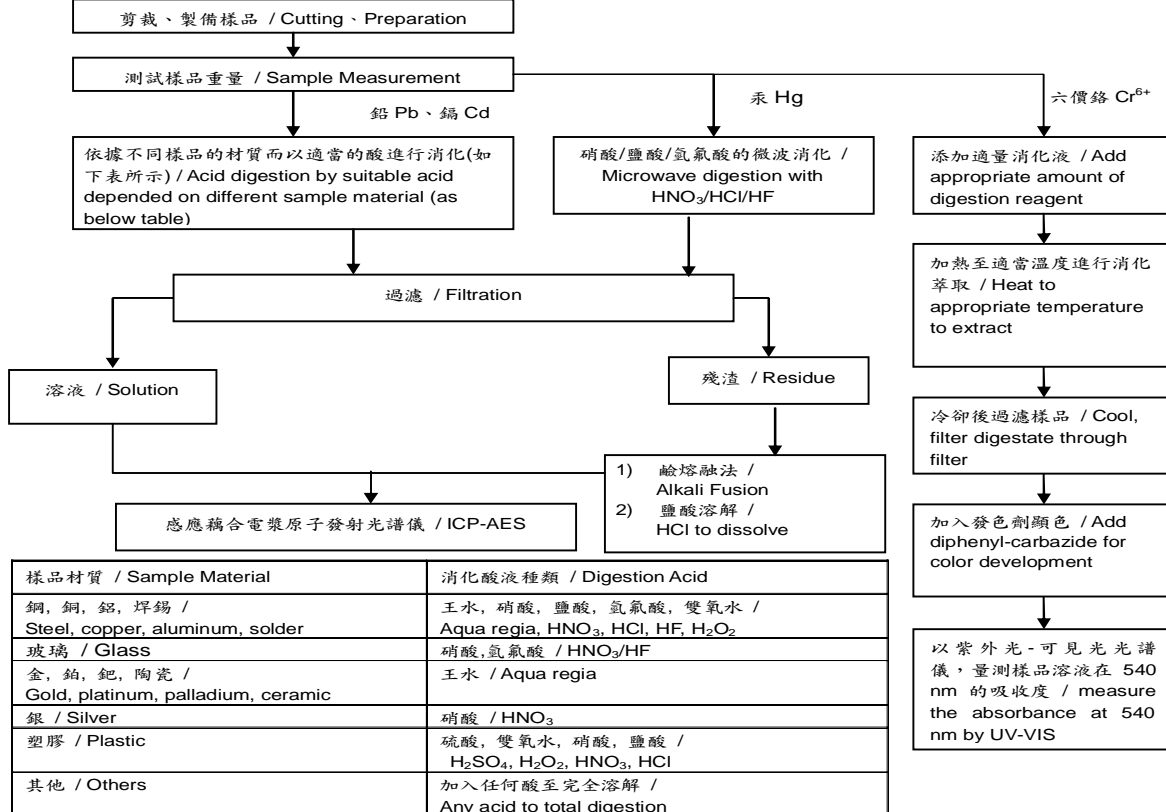 剪裁、製備樣品 / Cutting、Preparation
測試樣品重量 / Sample Measurement
鉛 Pb、鎘 Cd
汞 Hg
六價鉻 Cr6+
依據不同樣品的材質而以適當的酸進行消化(如
下表所示) / Acid digestion by suitable acid
depended on different sample material (as
below table)
硝酸/鹽酸/氫氟酸的微波消化 /
Microwave digestion with
HNO3/HCl/HF
添加適量消化液 / Add
appropriate amount of
digestion reagent
過濾 / Filtration
加熱至適當溫度進行消化
萃取 / Heat to
appropriate temperature
to extract
溶液 / Solution
殘渣 / Residue
冷卻後過濾樣品 / Cool,
filter digestate through
filter
1) 鹼熔融法 /
Alkali Fusion
2) 鹽酸溶解 /
HCl to dissolve
感應藕合電漿原子發射光譜儀 / ICP-AES
加入發色劑顯色 / Add
diphenyl-carbazide for
color development
以紫外光-可見光光譜
儀，量測樣品溶液在 540
nm 的吸收度 / measure
the absorbance at 540
nm by UV-VIS
樣品材質 / Sample Material
消化酸液種類 / Digestion Acid
鋼, 銅, 鋁, 焊錫 /
Steel, copper, aluminum, solder
王水, 硝酸, 鹽酸, 氫氟酸, 雙氧水 /
Aqua regia, HNO3, HCl, HF, H2O2
玻璃 / Glass
硝酸,氫氟酸 / HNO3/HF
金, 鉑, 鈀, 陶瓷 /
Gold, platinum, palladium, ceramic
王水 / Aqua regia
銀 / Silver
硝酸 / HNO3
塑膠 / Plastic
硫酸, 雙氧水, 硝酸, 鹽酸 /
H2SO4, H2O2, HNO3, HCl
其他 / Others
加入任何酸至完全溶解 /
Any acid to total digestion